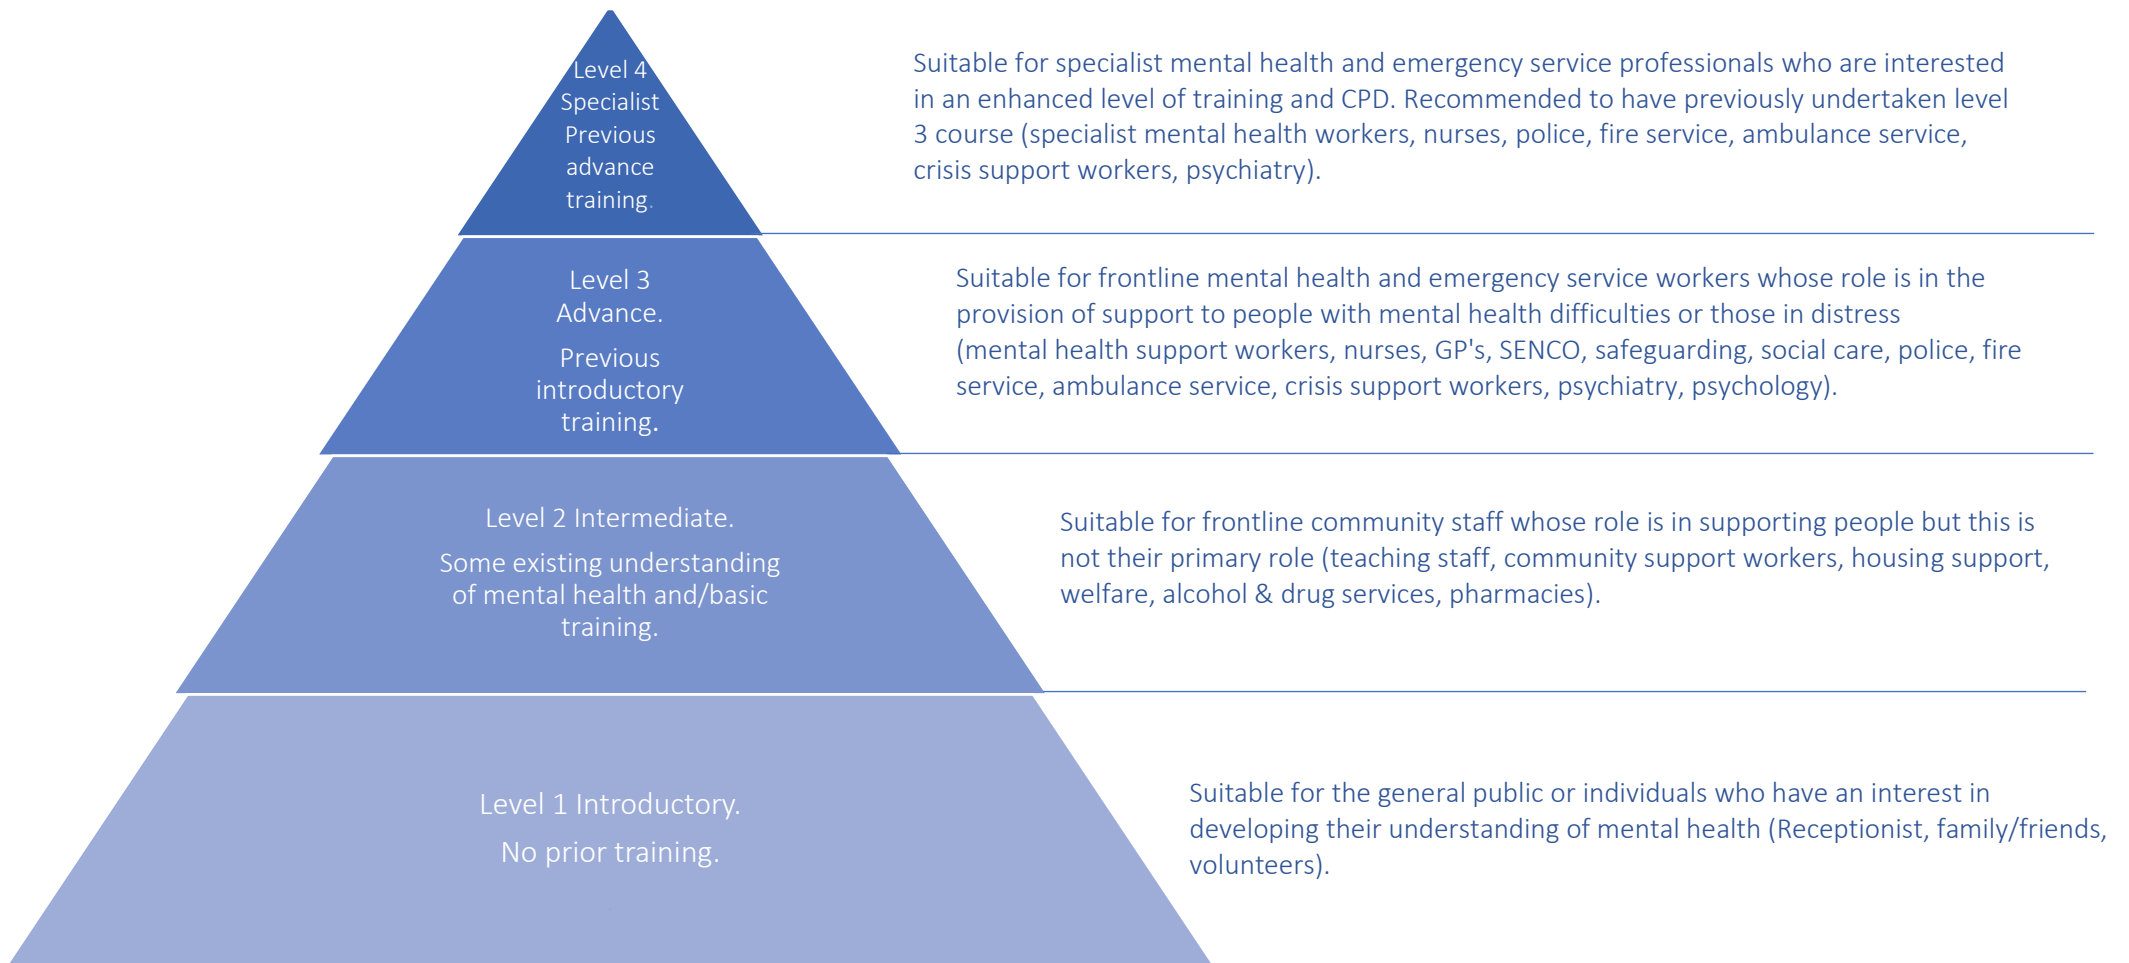 Level 4
Specialist
Previous
advance
training.
Suitable for specialist mental health and emergency service professionals who are interested
in an enhanced level of training and CPD. Recommended to have previously undertaken level
3 course (specialist mental health workers, nurses, police, fire service, ambulance service,
crisis support workers, psychiatry).
Level 3
Advance.
Previous
introductory
training.
Suitable for frontline mental health and emergency service workers whose role is in the
provision of support to people with mental health difficulties or those in distress
(mental health support workers, nurses, GP's, SENCO, safeguarding, social care, police, fire
service, ambulance service, crisis support workers, psychiatry, psychology).
Level 2 Intermediate.
Some existing understanding
of mental health and/basic
training.
Suitable for frontline community staff whose role is in supporting people but this is
not their primary role (teaching staff, community support workers, housing support,
welfare, alcohol & drug services, pharmacies).
Level 1 Introductory.
No prior training.
Suitable for the general public or individuals who have an interest in
developing their understanding of mental health (Receptionist, family/friends,
volunteers).